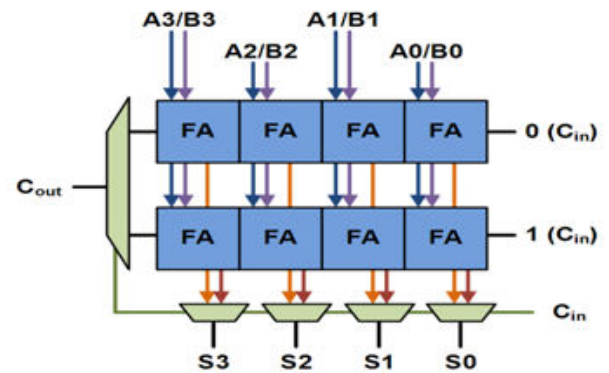 A3/B3 A1/B1
A2/B2 A0/B0
FA FA FA FA 0 (Cin)
Cout
FA FA FA FA 1 (Cin)
Cin
S3 S2 S1 S0